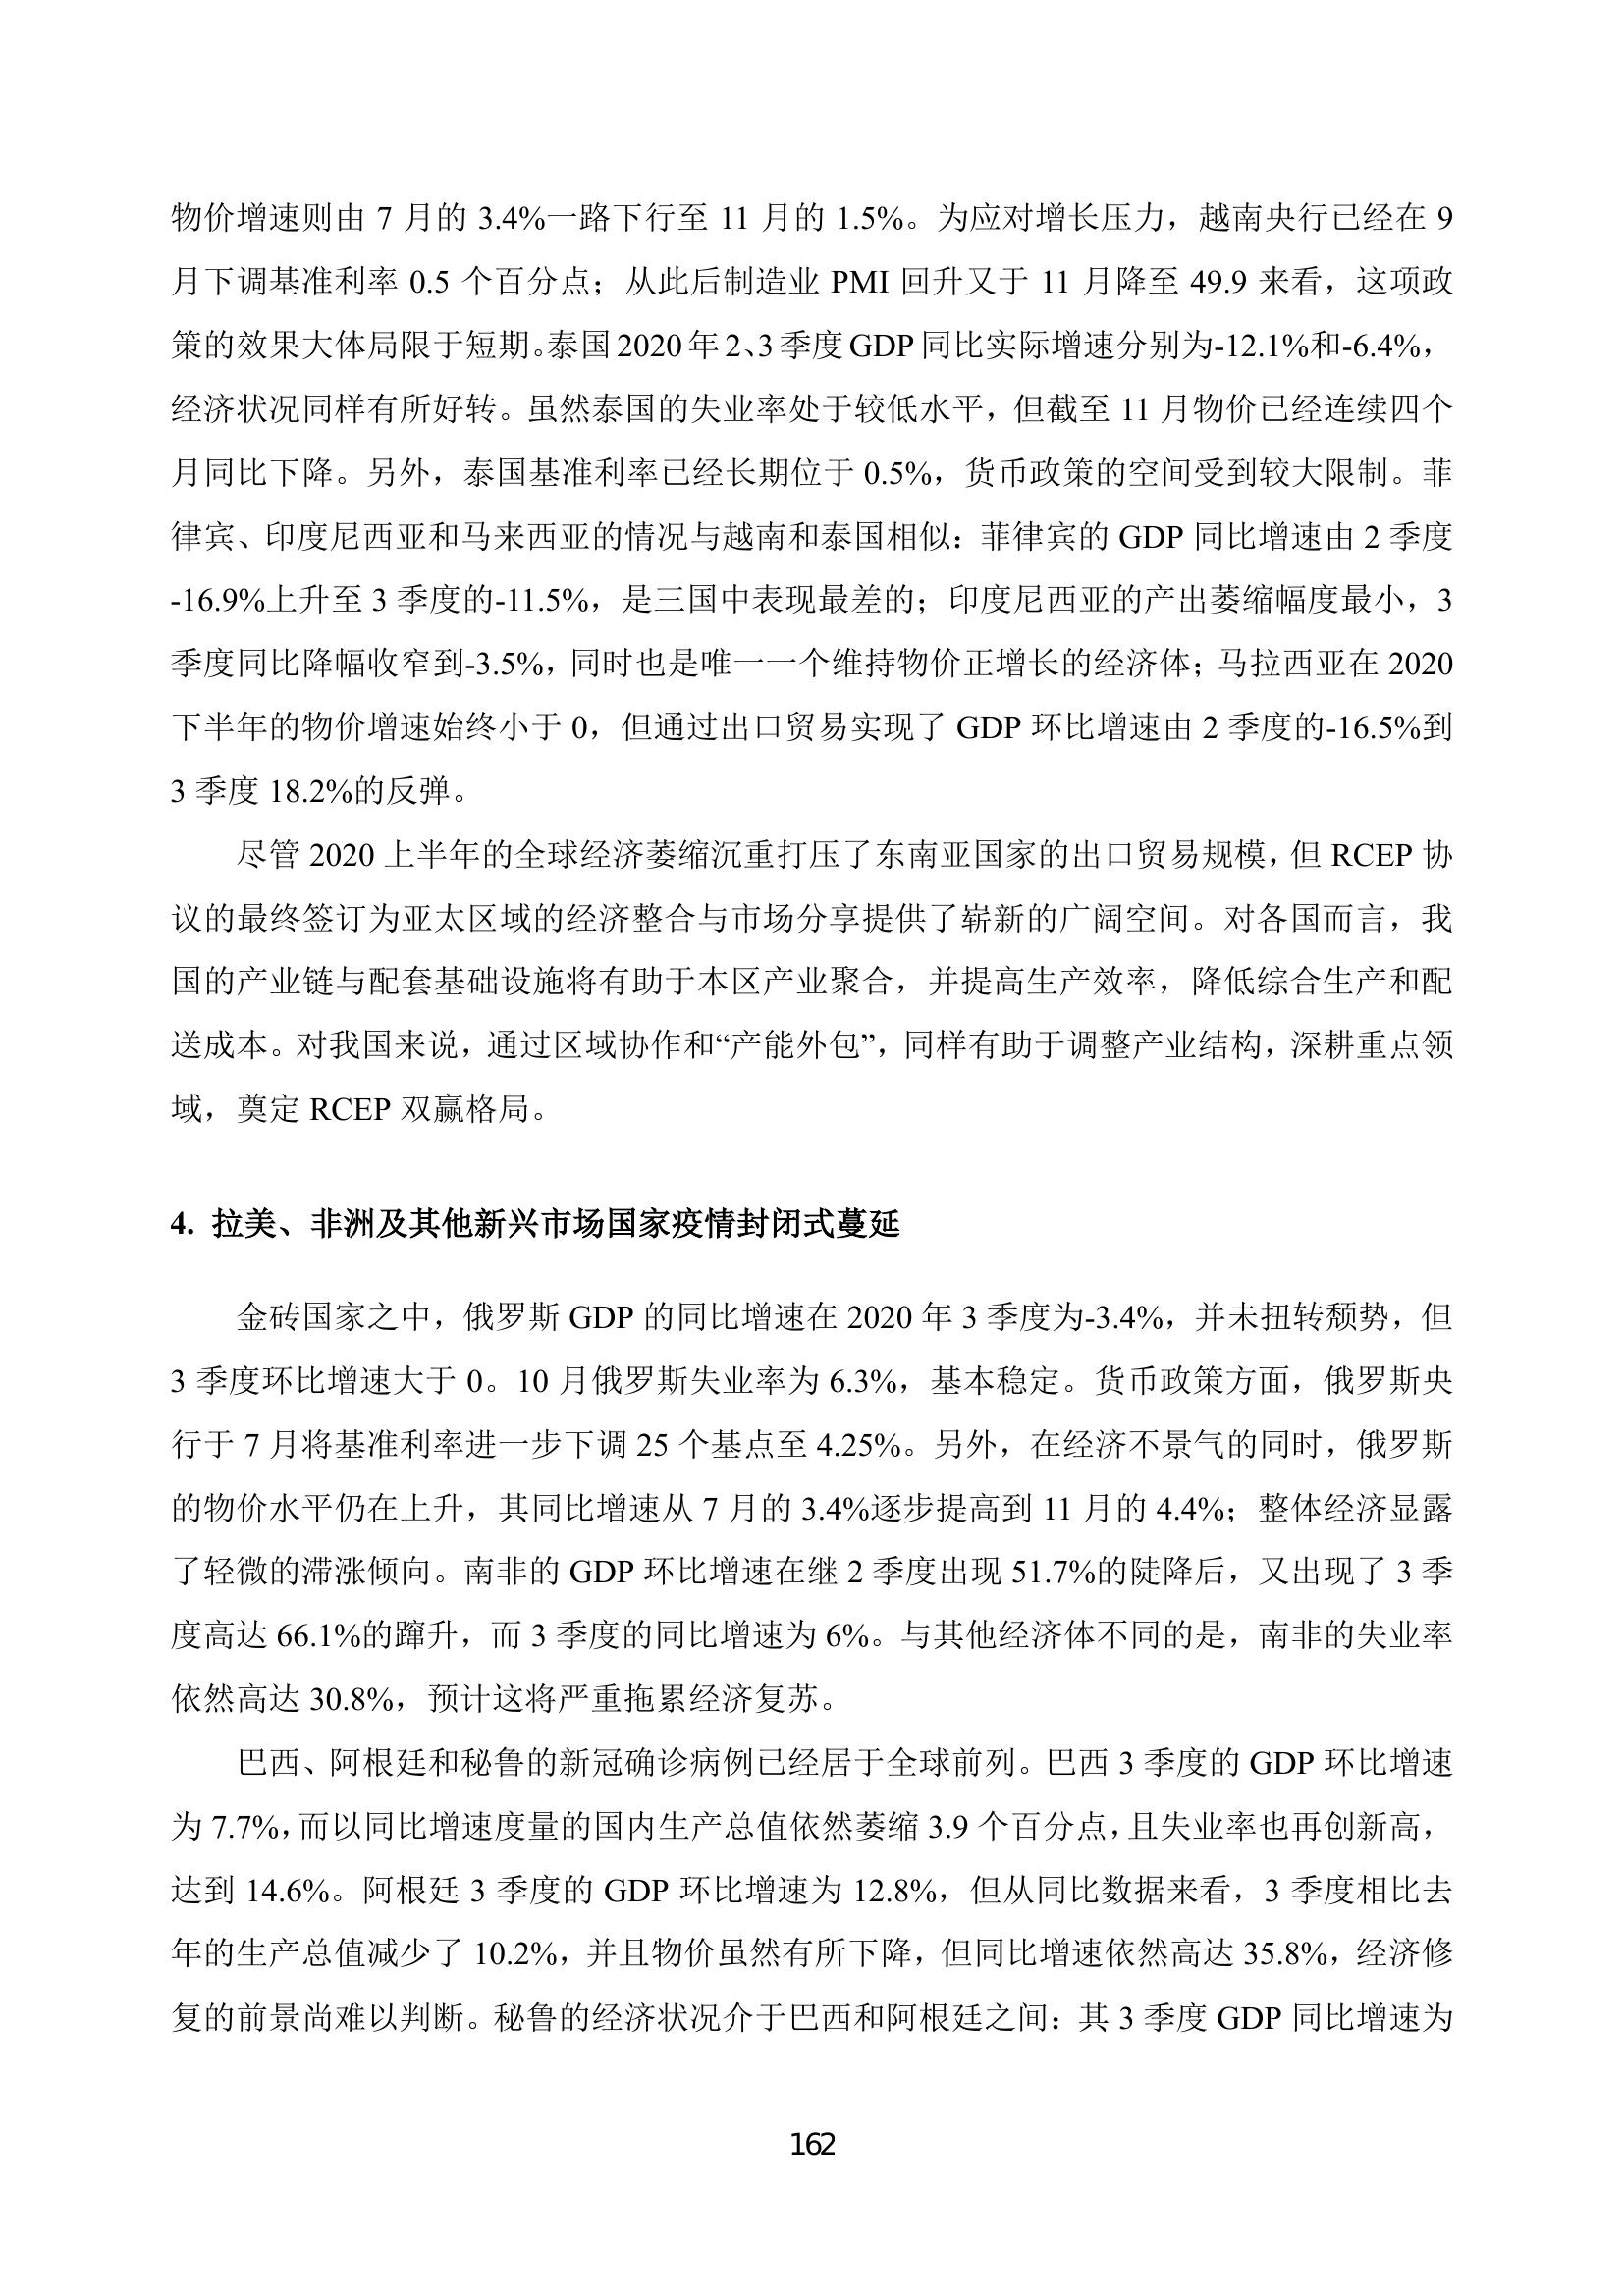 物价增速则由 7 月的 3.4%一路下行至 11 月的 1.5%。为应对增长压力，越南央行已经在 9
月下调基准利率 0.5 个百分点；从此后制造业 PMI 回升又于 11 月降至 49.9 来看，这项政
策的效果大体局限于短期。泰国 2020 年 2、3 季度 GDP 同比实际增速分别为-12.1%和-6.4%，
经济状况同样有所好转。虽然泰国的失业率处于较低水平，但截至 11 月物价已经连续四个
月同比下降。另外，泰国基准利率已经长期位于 0.5%，货币政策的空间受到较大限制。菲
律宾、印度尼西亚和马来西亚的情况与越南和泰国相似：菲律宾的 GDP 同比增速由 2 季度
-16.9%上升至 3 季度的-11.5%，是三国中表现最差的；印度尼西亚的产出萎缩幅度最小，3
季度同比降幅收窄到-3.5%，同时也是唯一一个维持物价正增长的经济体；马拉西亚在 2020
下半年的物价增速始终小于 0，但通过出口贸易实现了 GDP 环比增速由 2 季度的-16.5%到
3 季度 18.2%的反弹。
尽管 2020 上半年的全球经济萎缩沉重打压了东南亚国家的出口贸易规模，但 RCEP 协
议的最终签订为亚太区域的经济整合与市场分享提供了崭新的广阔空间。对各国而言，我
国的产业链与配套基础设施将有助于本区产业聚合，并提高生产效率，降低综合生产和配
送成本。对我国来说，通过区域协作和“产能外包”，同样有助于调整产业结构，深耕重点领
域，奠定 RCEP 双赢格局。
4. 拉美、非洲及其他新兴市场国家疫情封闭式蔓延
金砖国家之中，俄罗斯 GDP 的同比增速在 2020 年 3 季度为-3.4%，并未扭转颓势，但
3 季度环比增速大于 0。10 月俄罗斯失业率为 6.3%，基本稳定。货币政策方面，俄罗斯央
行于 7 月将基准利率进一步下调 25 个基点至 4.25%。另外，在经济不景气的同时，俄罗斯
的物价水平仍在上升，其同比增速从 7 月的 3.4%逐步提高到 11 月的 4.4%；整体经济显露
了轻微的滞涨倾向。南非的 GDP 环比增速在继 2 季度出现 51.7%的陡降后，又出现了 3 季
度高达 66.1%的蹿升，而 3 季度的同比增速为 6%。与其他经济体不同的是，南非的失业率
依然高达 30.8%，预计这将严重拖累经济复苏。
巴西、阿根廷和秘鲁的新冠确诊病例已经居于全球前列。巴西 3 季度的 GDP 环比增速
为 7.7%，而以同比增速度量的国内生产总值依然萎缩 3.9 个百分点，且失业率也再创新高，
达到 14.6%。阿根廷 3 季度的 GDP 环比增速为 12.8%，但从同比数据来看，3 季度相比去
年的生产总值减少了 10.2%，并且物价虽然有所下降，但同比增速依然高达 35.8%，经济修
复的前景尚难以判断。秘鲁的经济状况介于巴西和阿根廷之间：其 3 季度 GDP 同比增速为
162